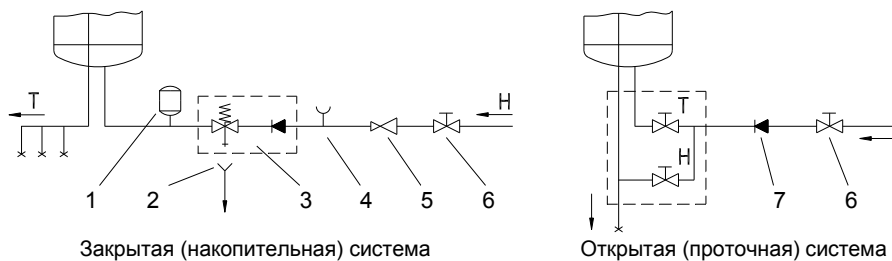 T
H
T
H
1 2 3 4 5 6
7 6
Закрытая (накопительная) система
Открытая (проточная) система